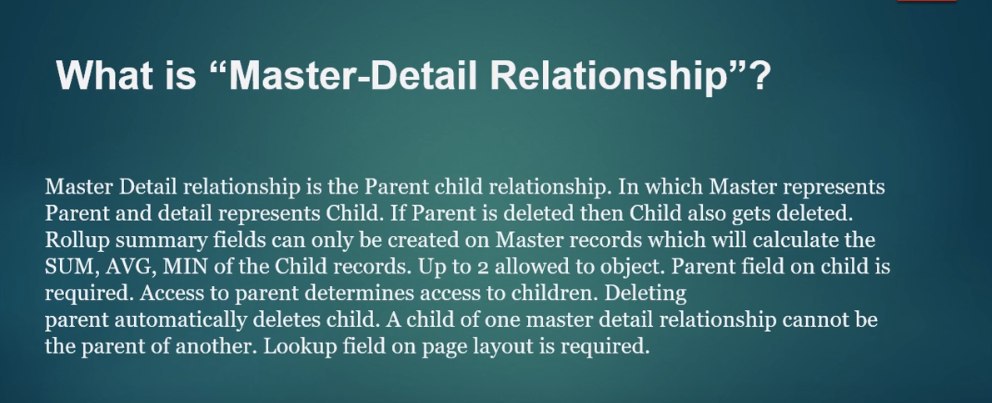 What is “Master-Detail Relationship”?
Master Detail relationship is the Parent child relationship. In which Master represents
Parent and detail represents Child. If Parent is deleted then Child also gets deleted.
Rollup summary fields can only be created on Master records which will calculate the
SUM, AVG, MIN of the Child records. Up to 2 allowed to object. Parent field on child is
required. Access to parent determines access to children. Deleting
parent automatically deletes child. A child of one master detail relationship cannot be
the parent of another. Lookup field on page layout is required.